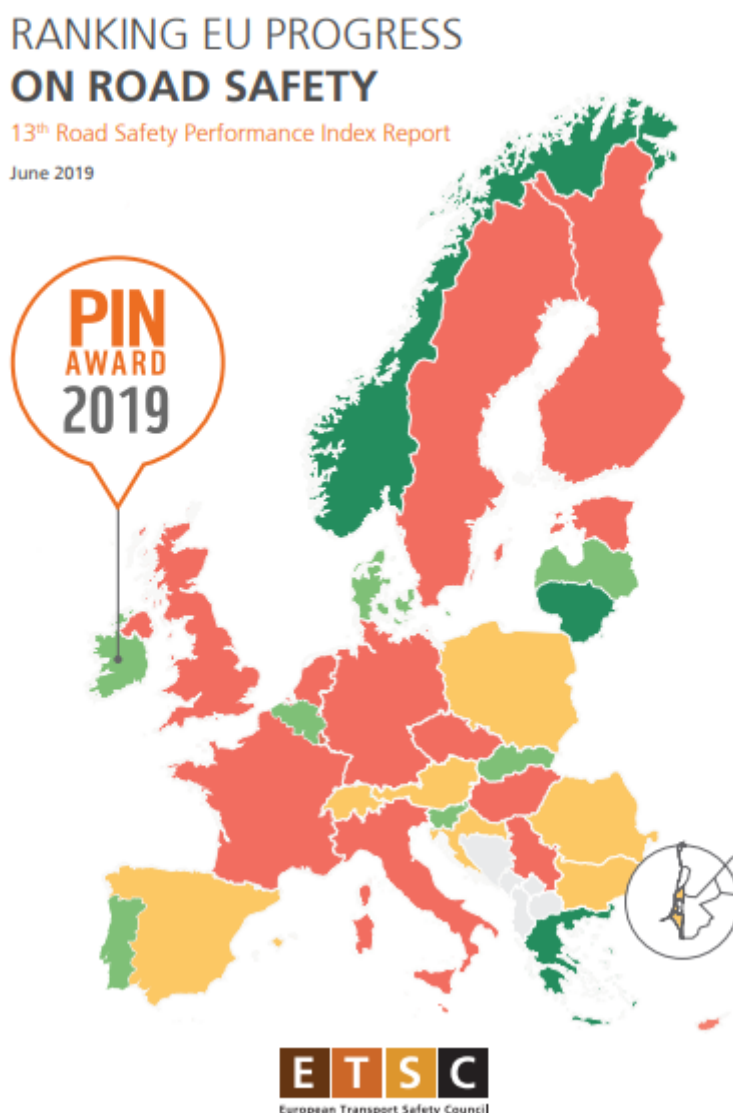 RANKING EU PROGRESS
ON ROAD SAFETY
13th Road Safety Performance Index Report
June 2019
PIN
AWARD
2019
ETSC
European Transport Safety Council